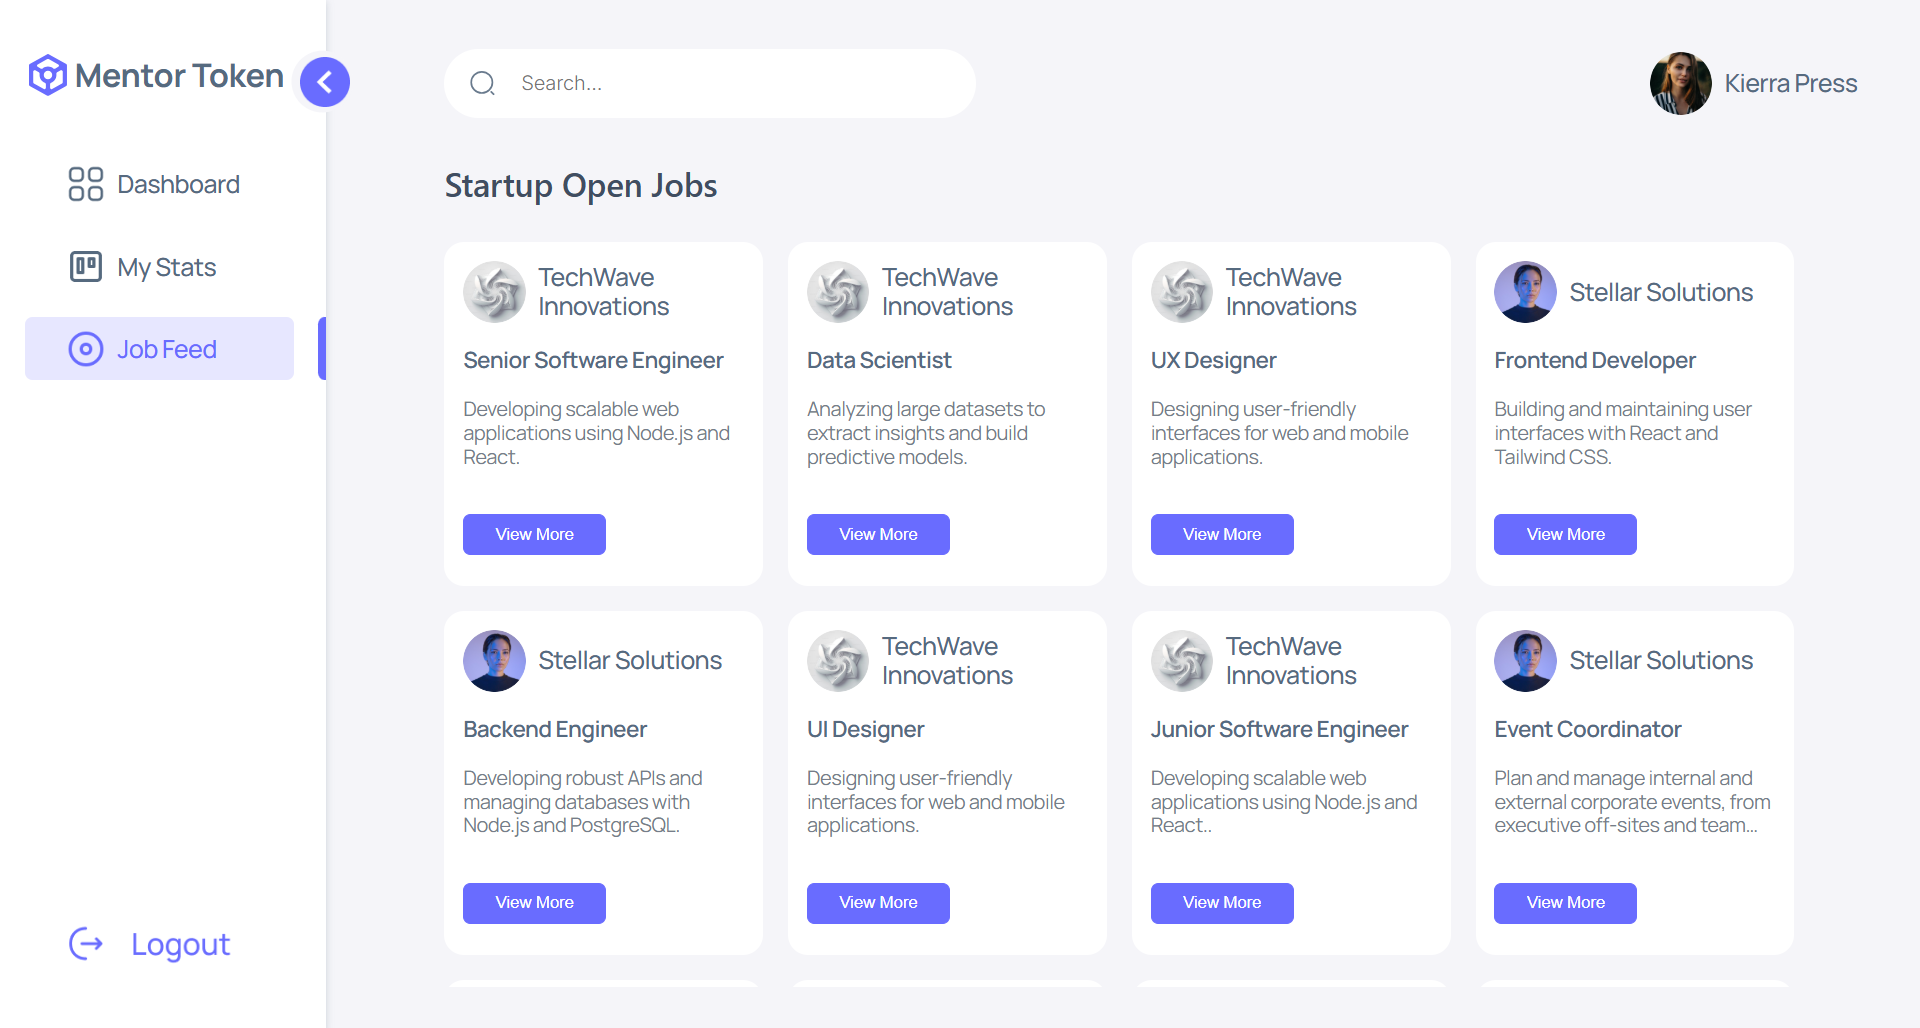 Mentor Token
Search...
Kierra Press
Dashboard
My Stats
Job Feed
Logout
Startup Open Jobs
TechWave
Innovations
Senior Software Engineer
Developing scalable web
applications using Node.js and
React.
View More
TechWave
Innovations
Data Scientist
Analyzing large datasets to
extract insights and build
predictive models.
View More
TechWave
Innovations
UX Designer
Designing user-friendly
interfaces for web and mobile
applications.
View More
Stellar Solutions
Frontend Developer
Building and maintaining user
interfaces with React and
Tailwind CSS.
View More
Stellar Solutions
Backend Engineer
Developing robust APIs and
managing databases with
Node.js and PostgreSQL.
View More
TechWave
Innovations
UI Designer
Designing user-friendly
interfaces for web and mobile
applications.
View More
TechWave
Innovations
Junior Software Engineer
Developing scalable web
applications using Node.js and
React..
View More
Stellar Solutions
Event Coordinator
Plan and manage internal and
external corporate events, from
executive off-sites and team...
View More